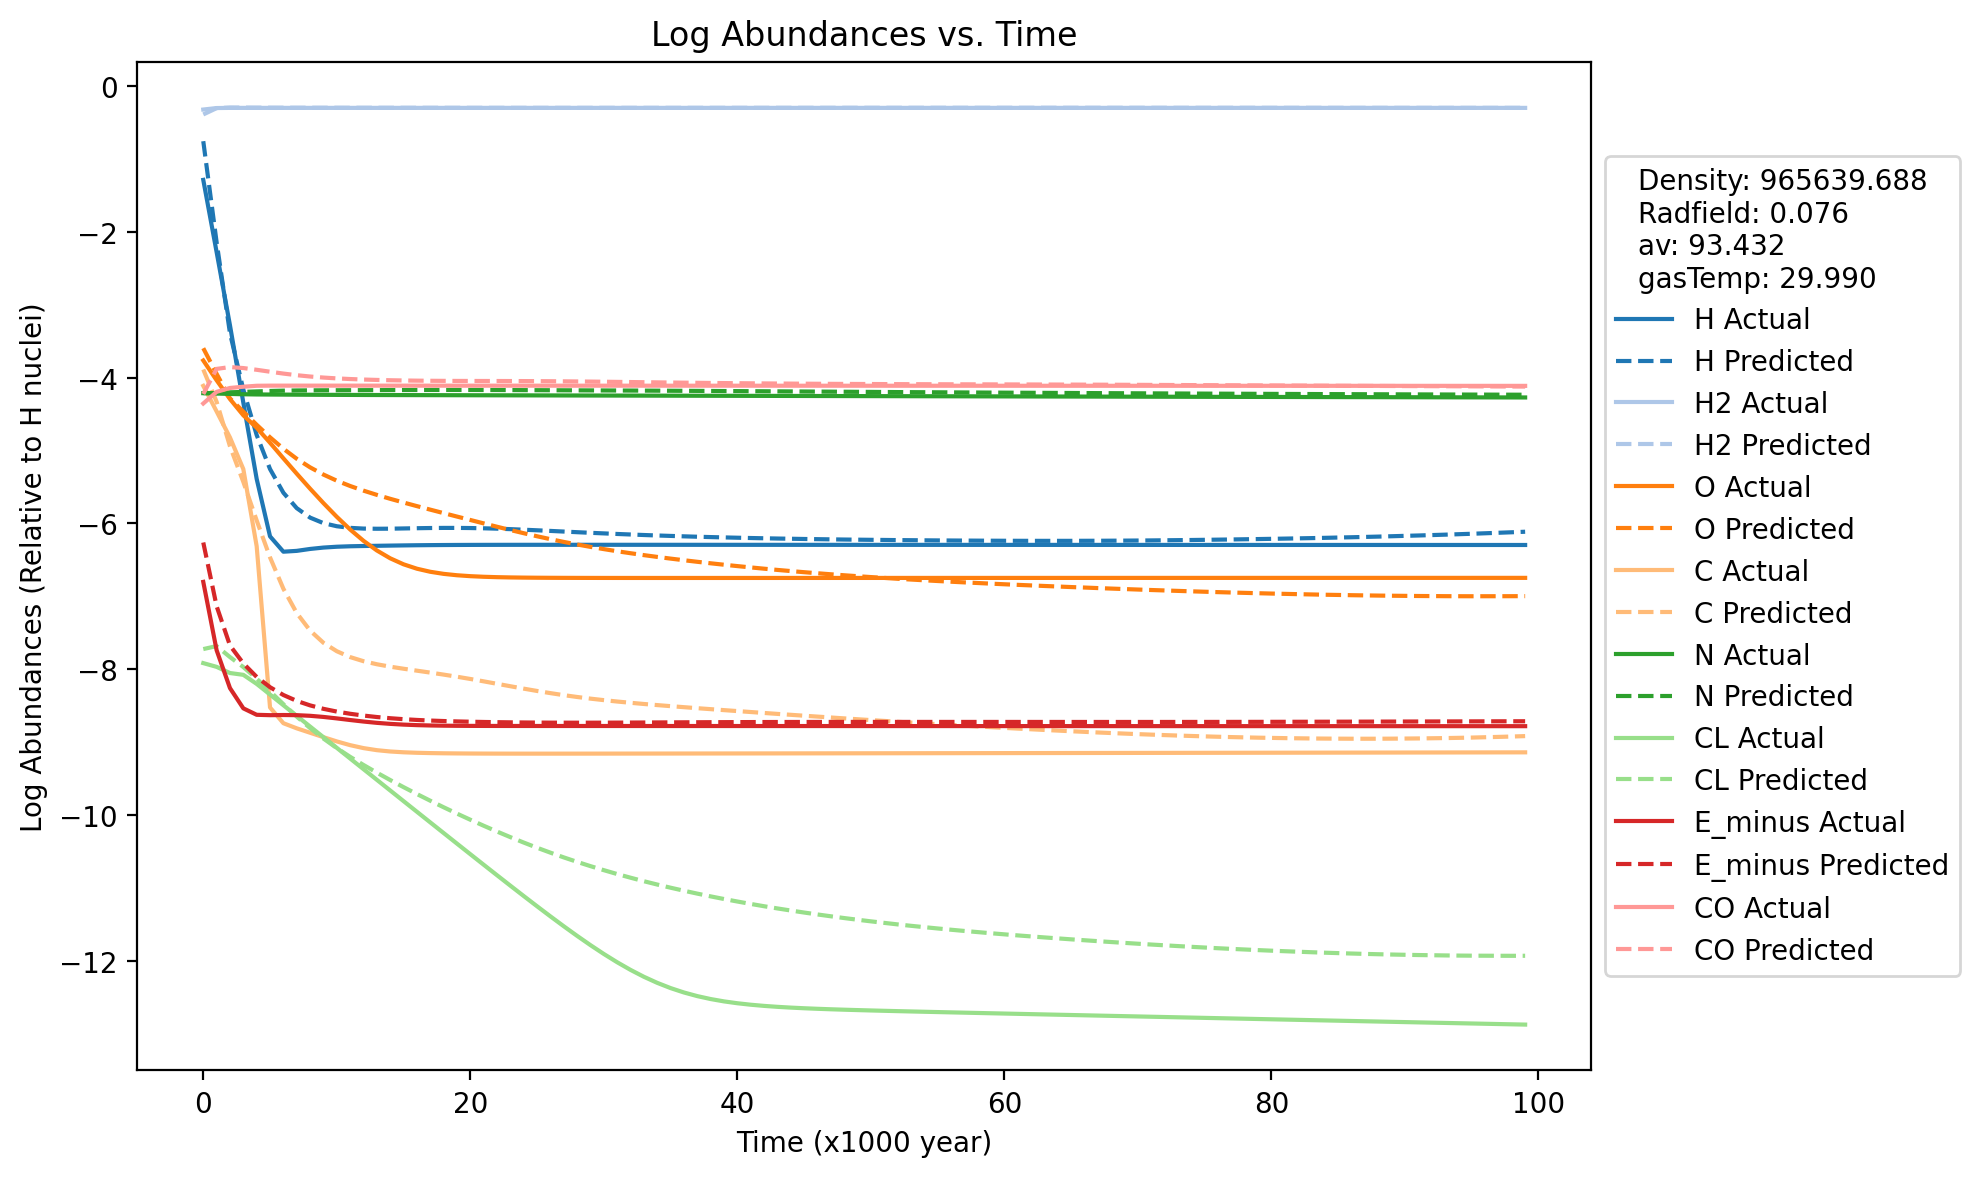 Log Abundances vs. Time
Log Abundances (Relative to H nuclei)
0
−2
−4
−6
−8
−10
−12
0
20
40
60
80
100
Time (x1000 year)
Density: 965639.688
Radfield: 0.076
av: 93.432
gasTemp: 29.990
H Actual
H Predicted
H2 Actual
H2 Predicted
O Actual
O Predicted
C Actual
C Predicted
N Actual
N Predicted
CL Actual
CL Predicted
E_minus Actual
E_minus Predicted
CO Actual
CO Predicted